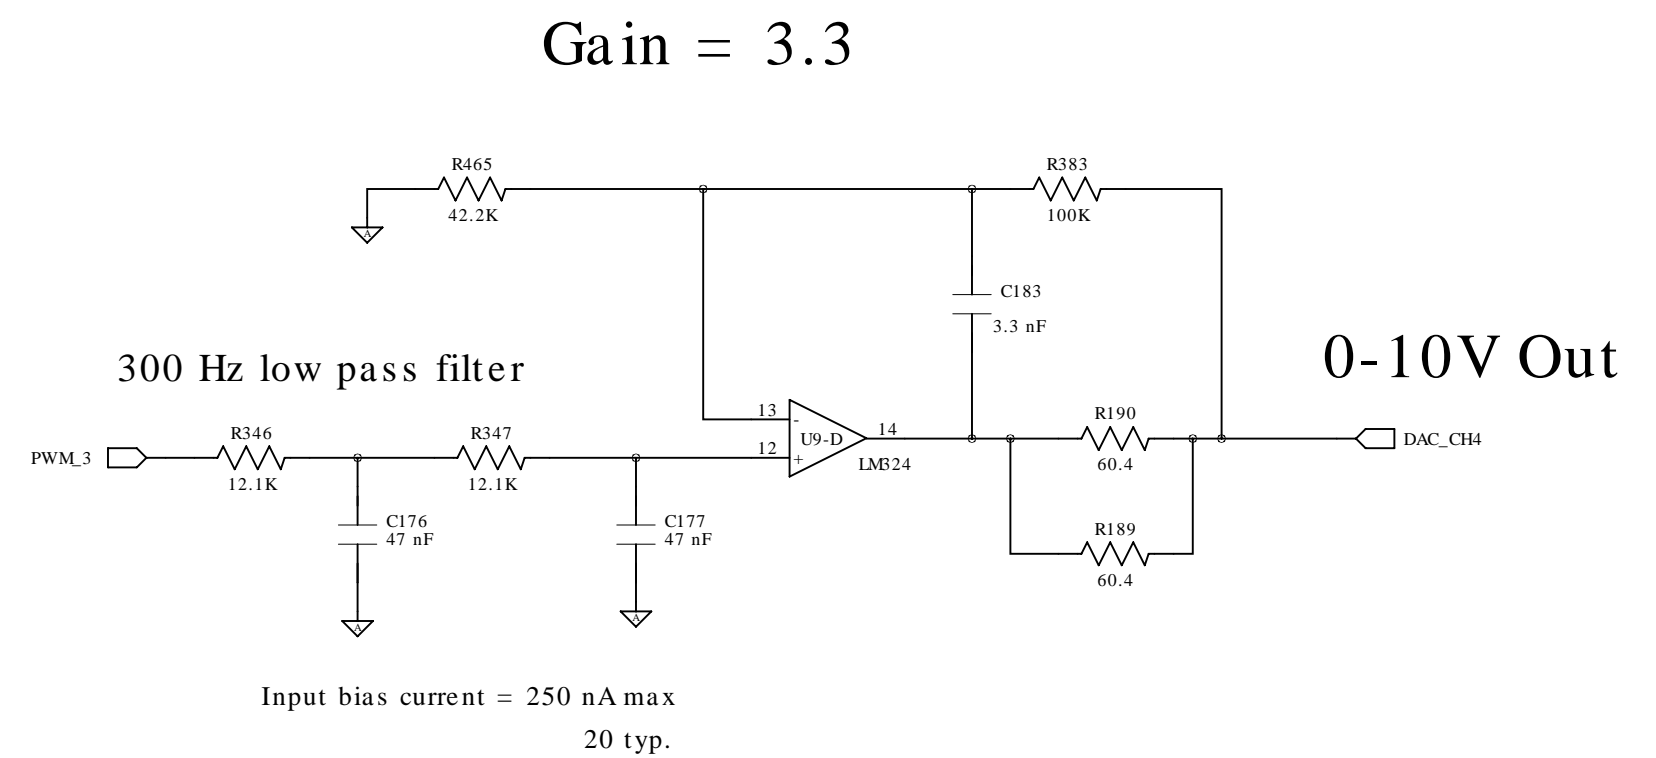 Gain = 3.3
R465
42.2K
A
R383
100K
C183
3.3 nF
0-10V Out
300 Hz low pass filter
PWM_3
R346
12.1K
R347
12.1K
13
12
-
+
U9-D
14
LM324
R190
60.4
DAC_CH4
C176
47 nF
C177
47 nF
R189
60.4
A
A
Input bias current = 250 nA max
20 typ.